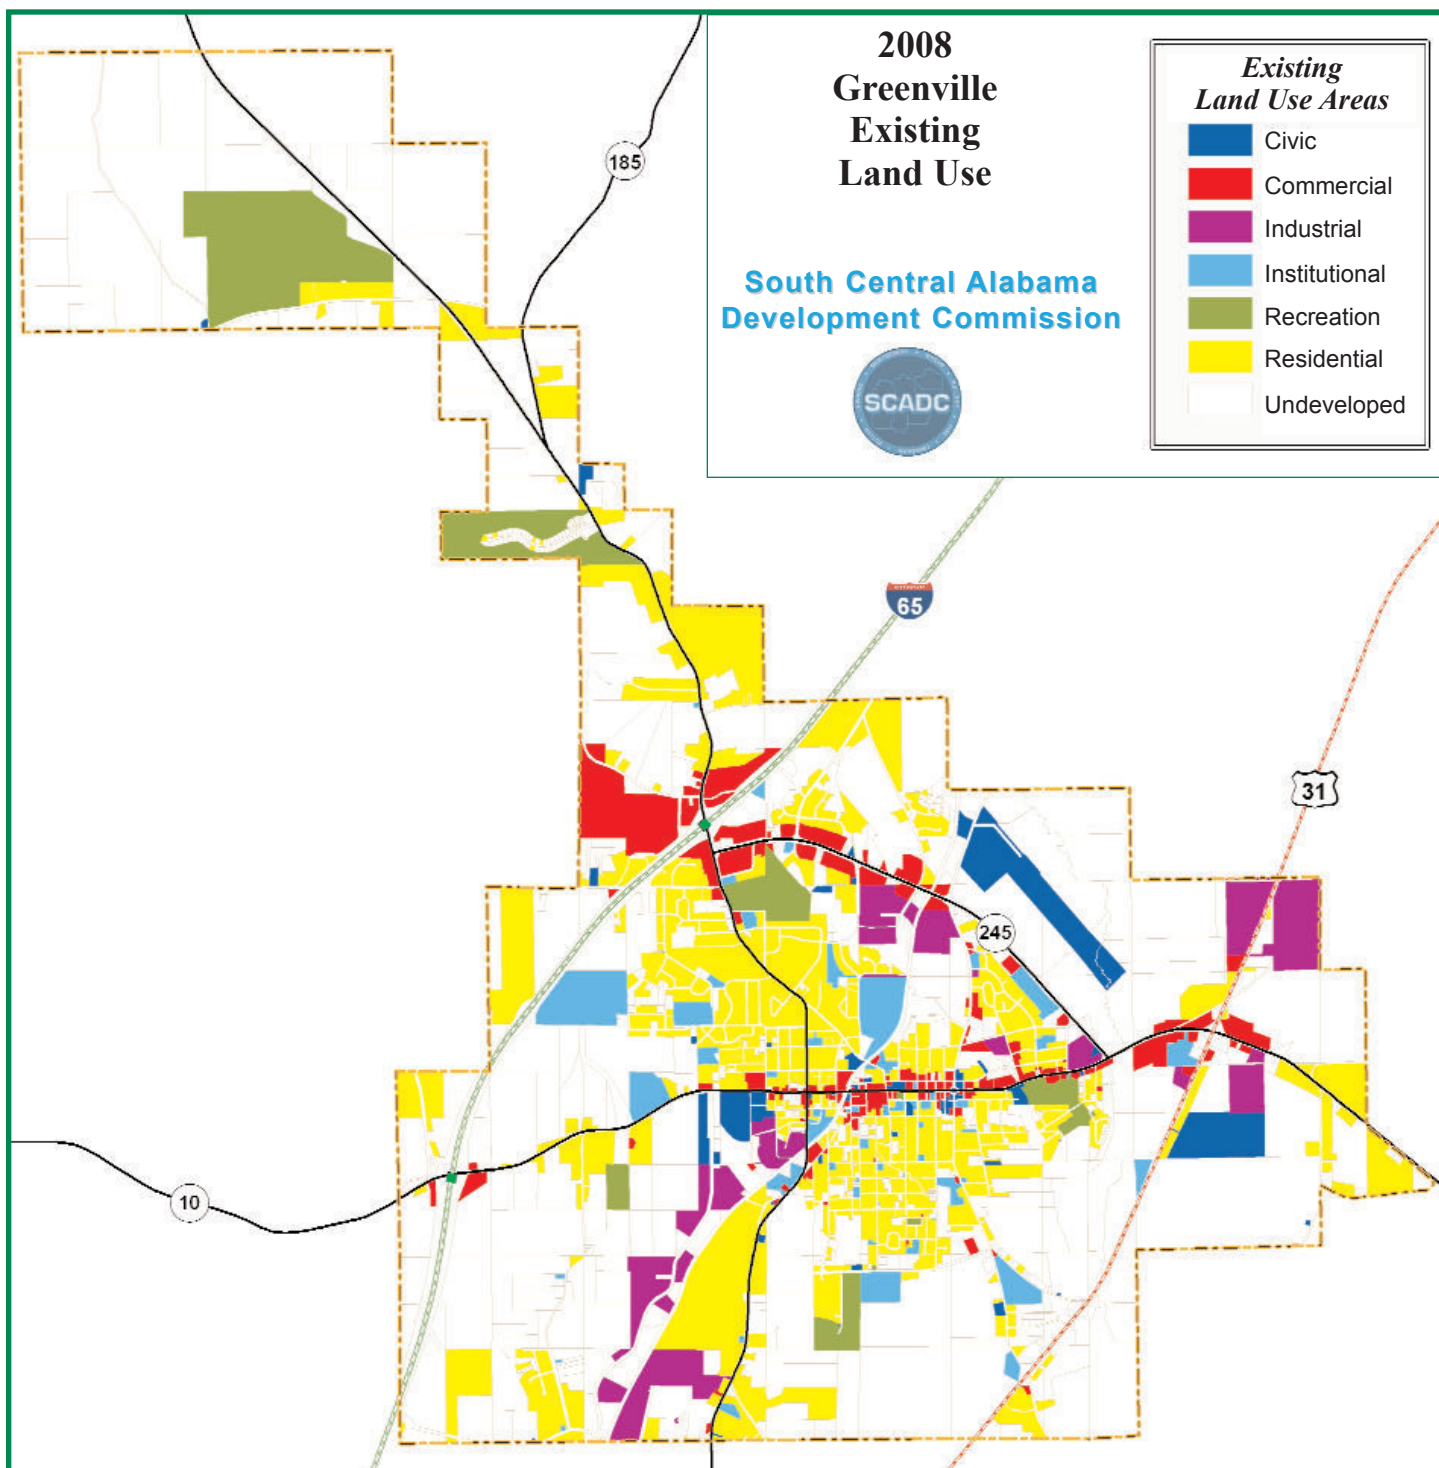 2008
Greenville
Existing
Land Use
South Central Alabama
Development Commission
SCADC
Existing
Land Use Areas
Civic
Commercial
Industrial
Institutional
Recreation
Residential
Undeveloped
185
65
31
245
10